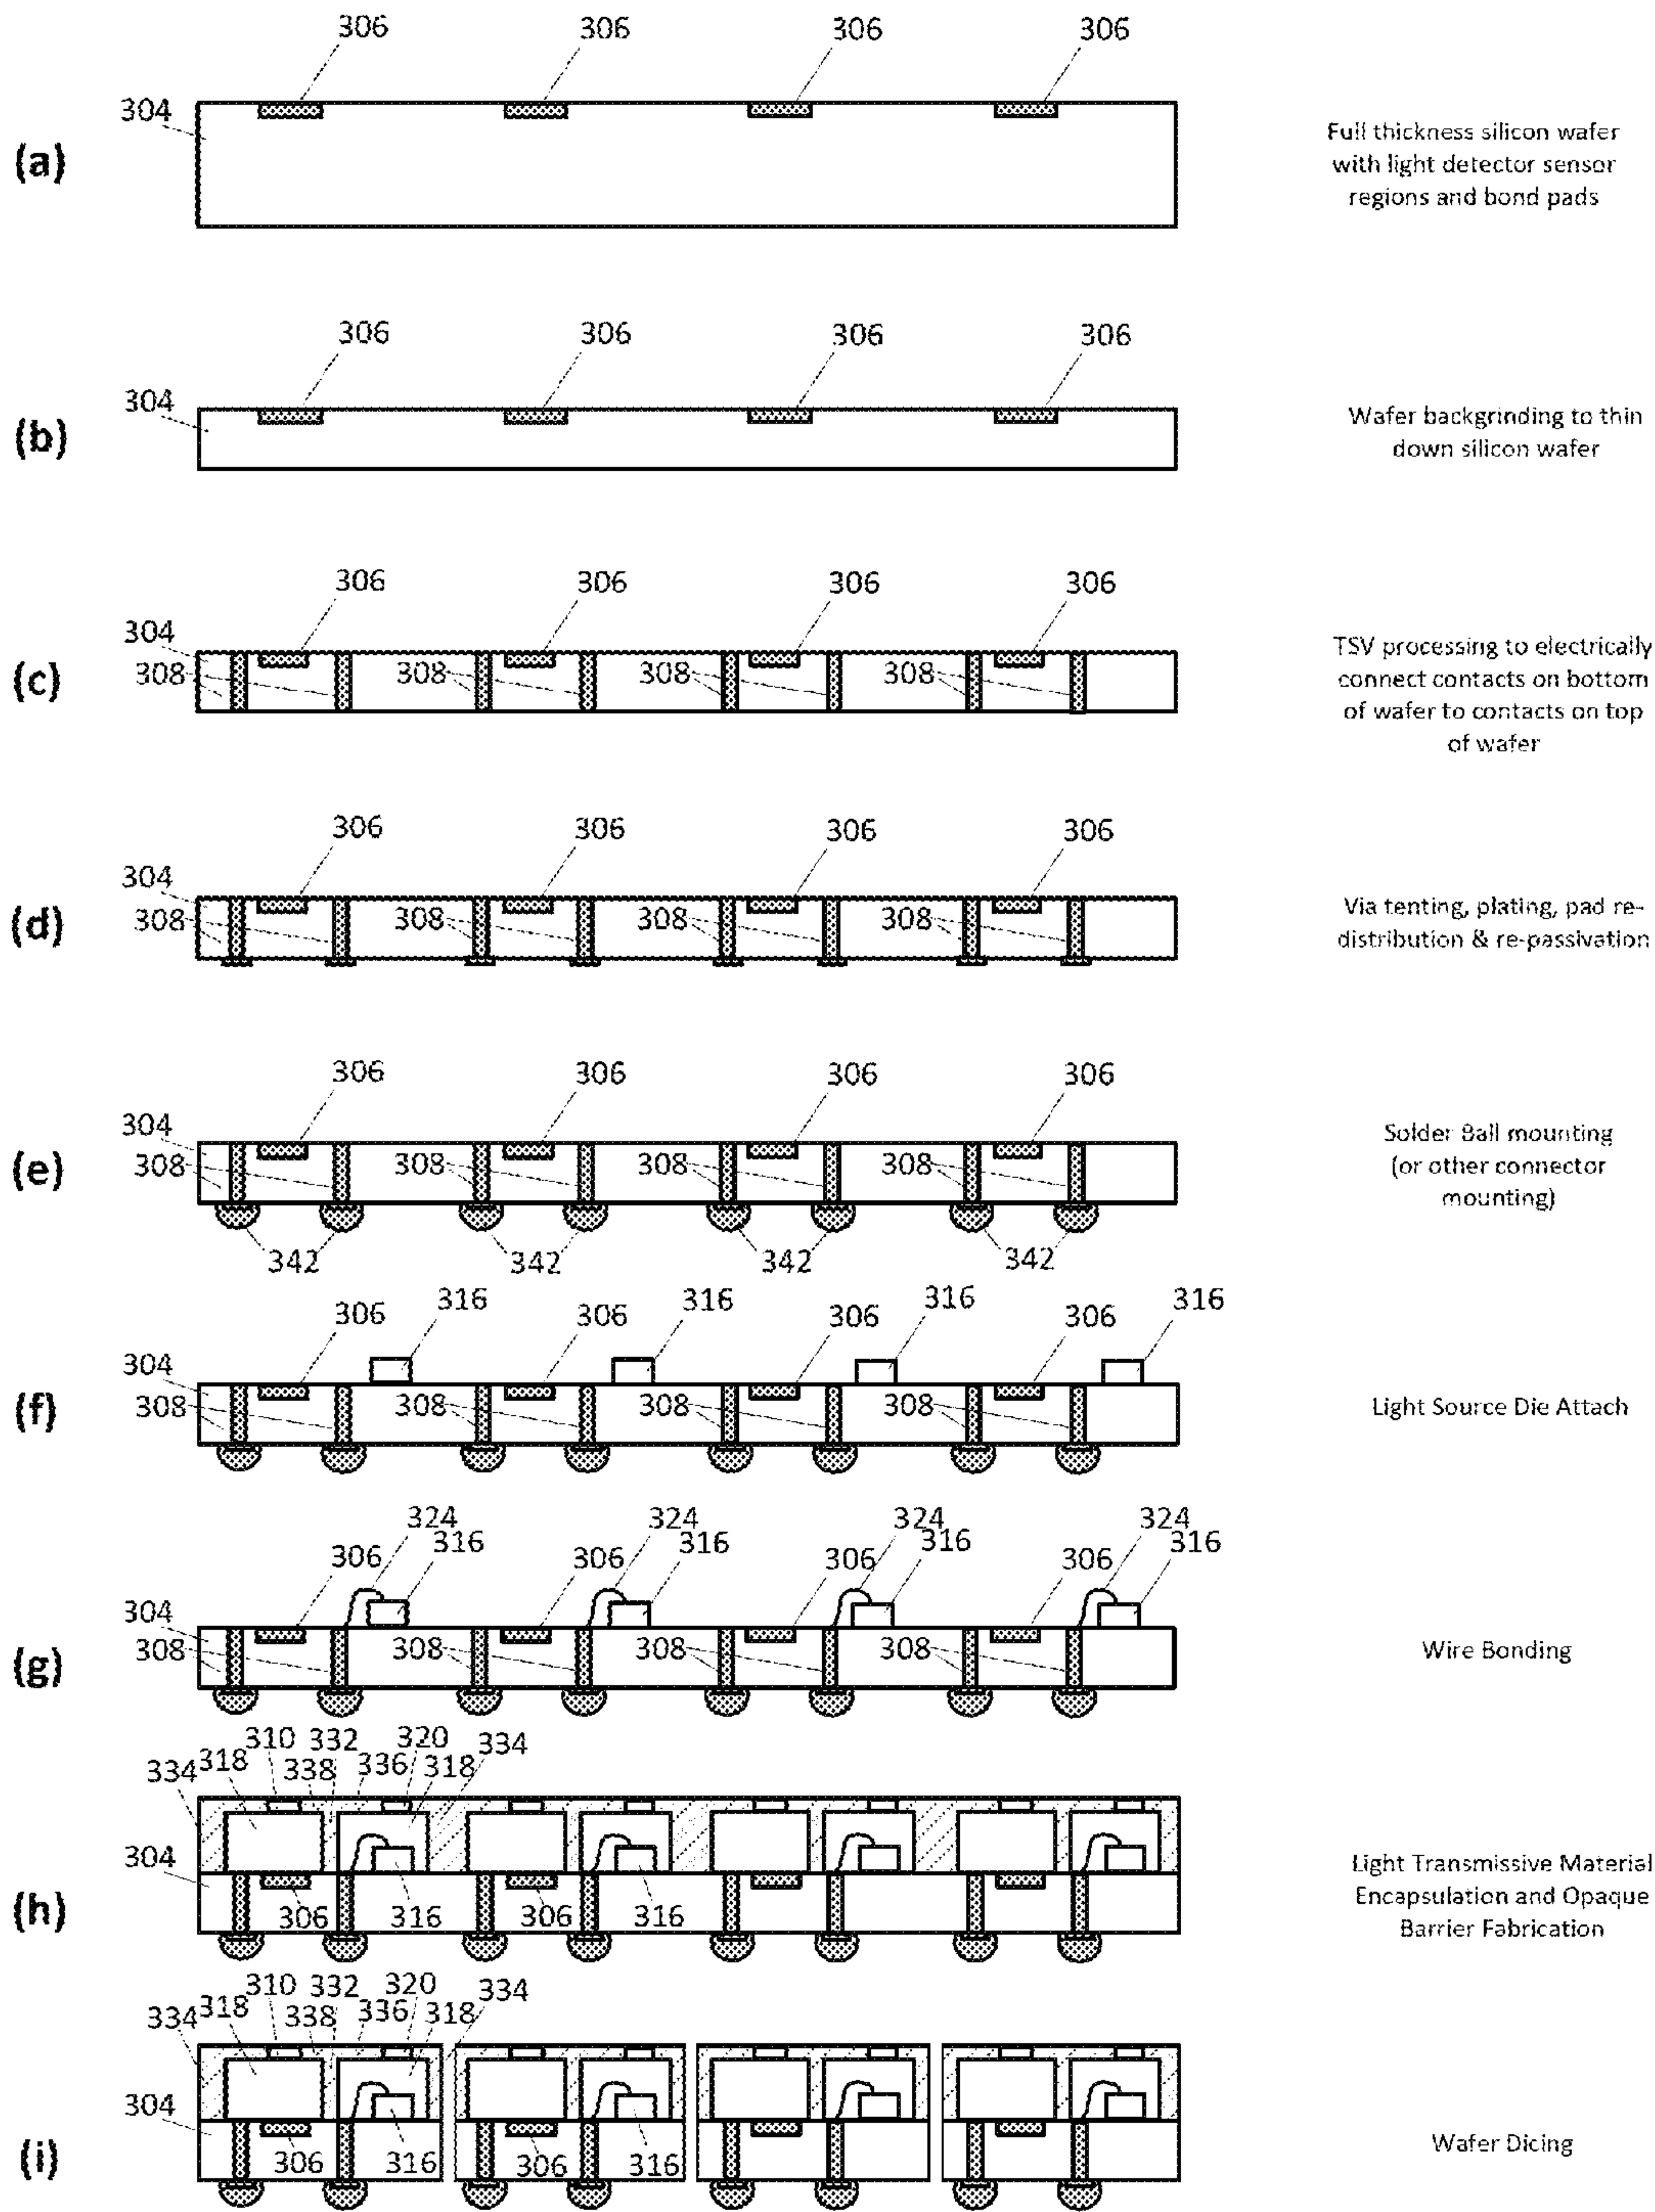 306 306 306 306
304
(a)
Full thickness silicon wafer
with light detector sensor
regions and bond pads
306 306 306 306
304
(b)
Wafer backgrinding to thin
down silicon wafer
306 306 306 306
304
308 308 308 308
(c)
TSV processing to electrically
connect contacts on bottom
of wafer to contacts on top
of wafer
306 306 306 306
304
308 308 308 308
(d)
Via tenting, plating, pad re-
distribution & re-passivation
306 306 306 306
304
308 308 308 308
(e)
342 342 342 342
Solder Ball mounting
(or other connector
mounting)
306 316 306 316 306 316 306 316
304
308 308 308 308
(f)
Light Source Die Attach
324 324 324 324
306 316 306 316 306 316 306 316
304
308 308 308 308
(g)
Wire Bonding
310 332 320 334
334 318 338 336 318
304
(h)
306 316 306 316
Light Transmissive Material
Encapsulation and Opaque
Barrier Fabrication
310 332 320 334
334 318 338 336 318
304
(i)
306 316 306 316
Wafer Dicing